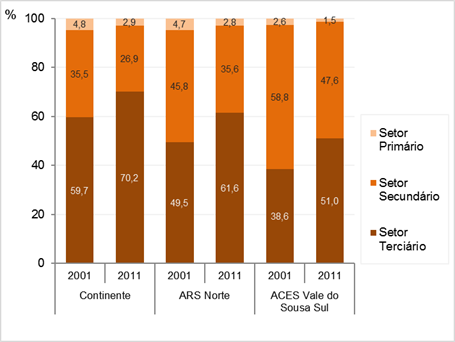 %
100
80
60
40
20
0
4,8 2,9 4,7 2,8 2,6 1,5
35,5 26,9 45,8 35,6 58,8 47,6
59,7 70,2 49,5 61,6 38,6 51,0
2001 2011 2001 2011 2001 2011
Continente ARS Norte ACES Vale do
Sousa Sul
Setor
Primário
Setor
Secundário
Setor
Terciário